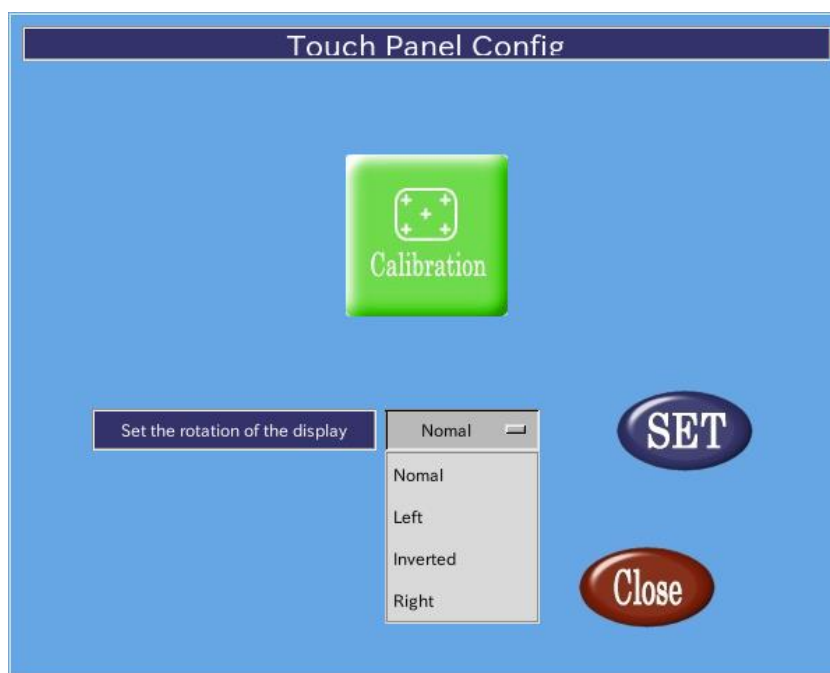 Touch Panel Config
Calibration
Set the rotation of the display
Nomal
SET
Nomal
Left
Inverted
Right
Close